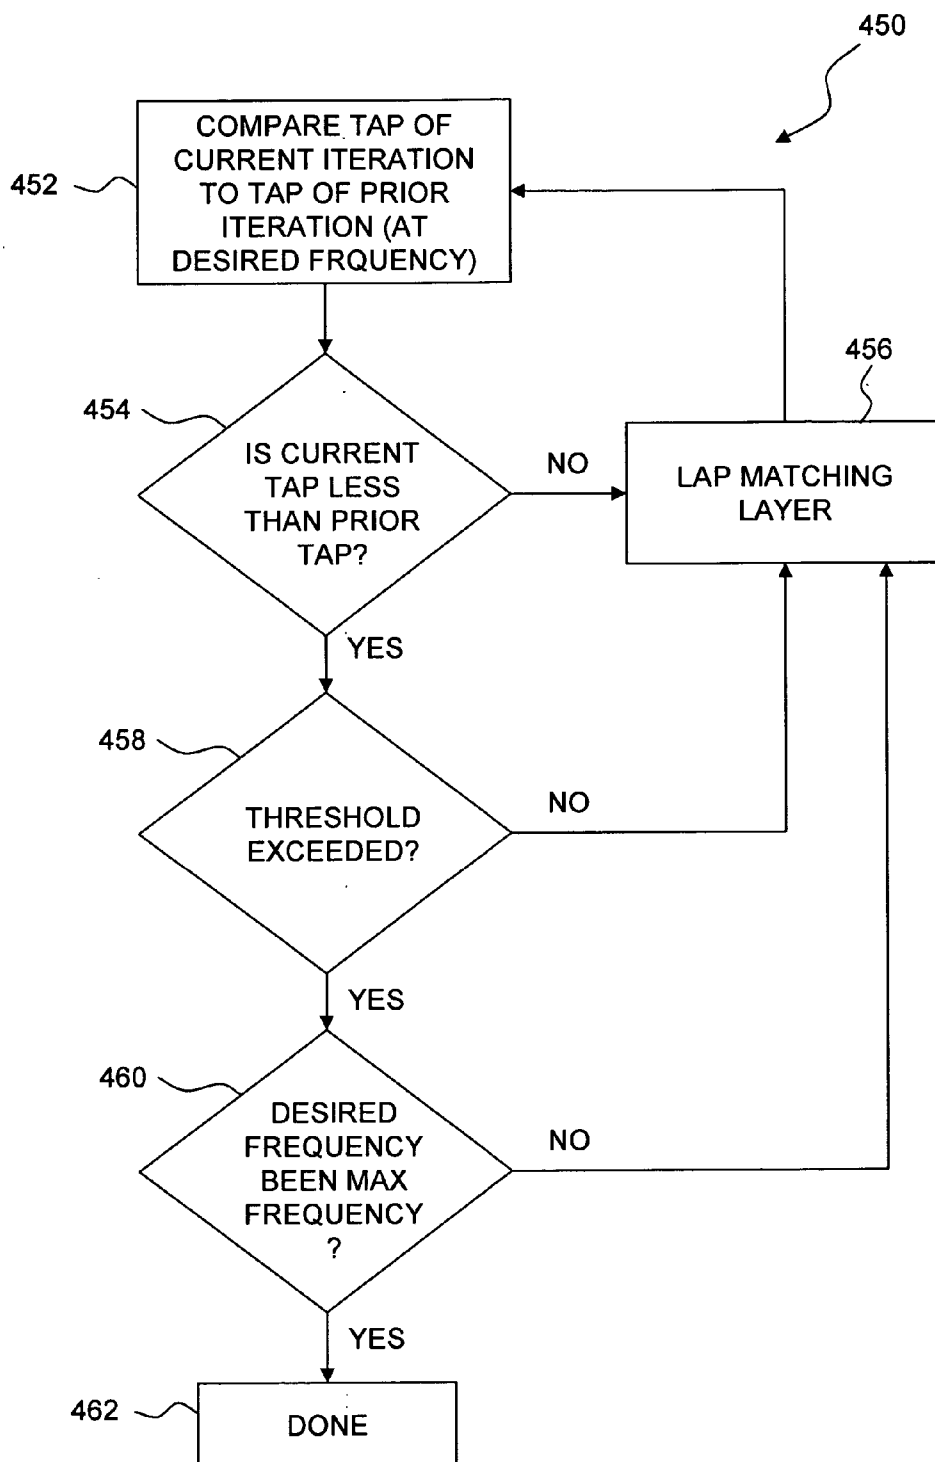 450
COMPARE TAP OF
CURRENT ITERATION
TO TAP OF PRIOR
ITERATION (AT
DESIRED FRQUENCY)
452
456
454
IS CURRENT
TAP LESS
THAN PRIOR
TAP?
NO
LAP MATCHING
LAYER
YES
458
THRESHOLD
EXCEEDED?
NO
YES
460
DESIRED
FREQUENCY
BEEN MAX
FREQUENCY
?
NO
YES
462
DONE